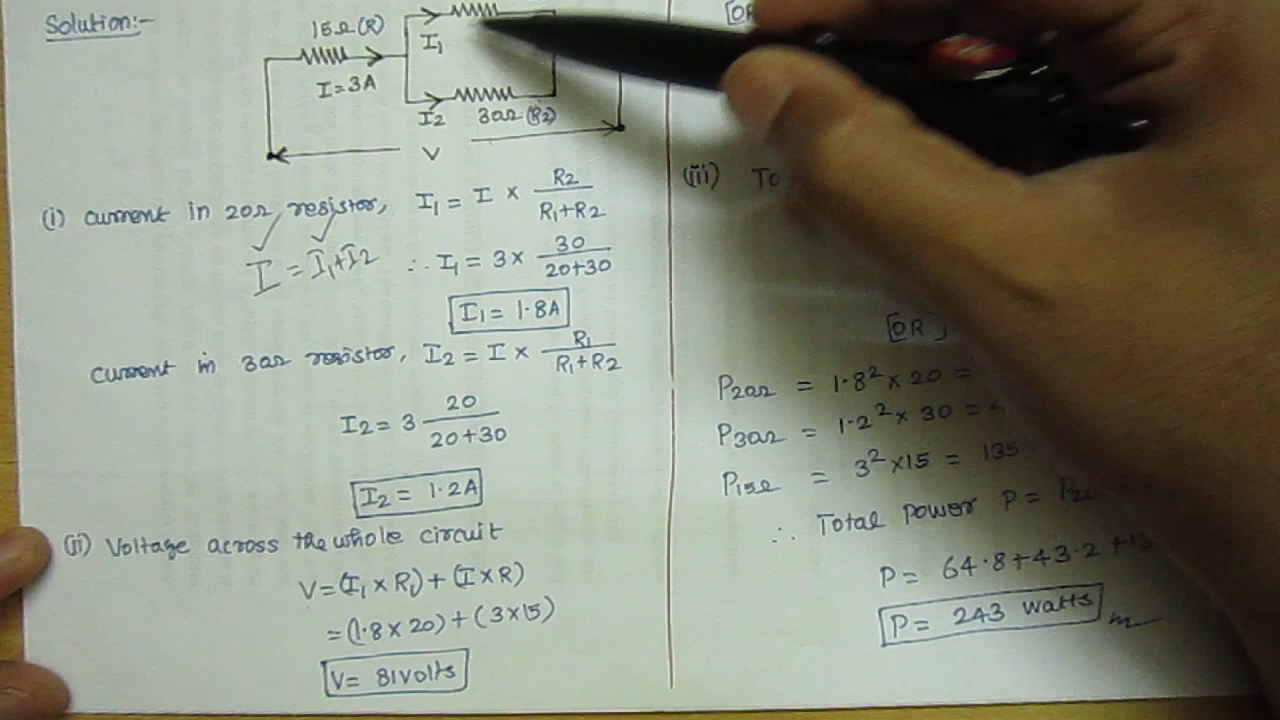 Solution:-
15Ω(R)
I=3A
I1
I2 30Ω (R2)
V
(i) current in 20Ω resistor, I1 = I × R2 / R1+R2
I = I1+I2 ∴ I1 = 3 × 30 / 20+30
I1 = 1.8A
current in 30Ω resistor, I2 = I × R1 / R1+R2
I2 = 3 20 / 20+30
I2 = 1.2A
(ii) Voltage across the whole circuit
V=(I1 × R1)+(I×R)
=(1.8×20)+(3×15)
V= 81volts
[OR
(iii) To
[OR]
P20Ω = 1.8² × 20 =
P30Ω = 1.2² × 30 =
P15Ω = 3² ×15 = 135
∴ Total power P =
P= 64.8+43.2+13
P= 243 watts